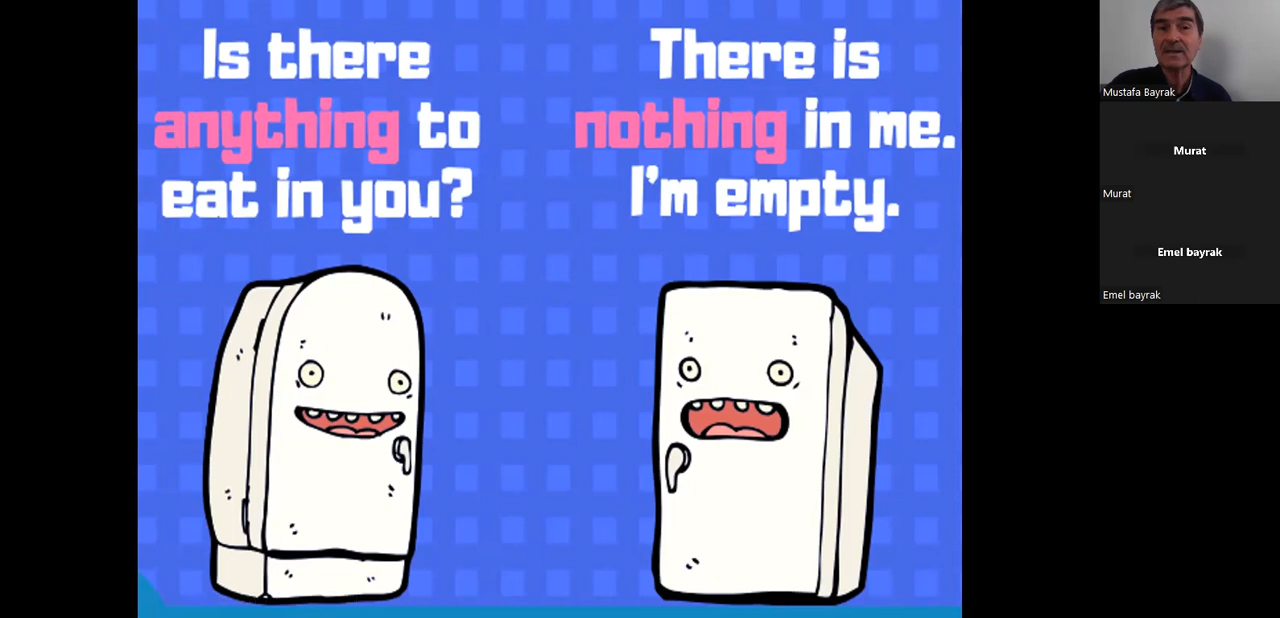 Is there
anything to
eat in you?
There is
nothing in me.
I'm empty.
Mustafa Bayrak
Murat
Murat
Emel bayrak
Emel bayrak